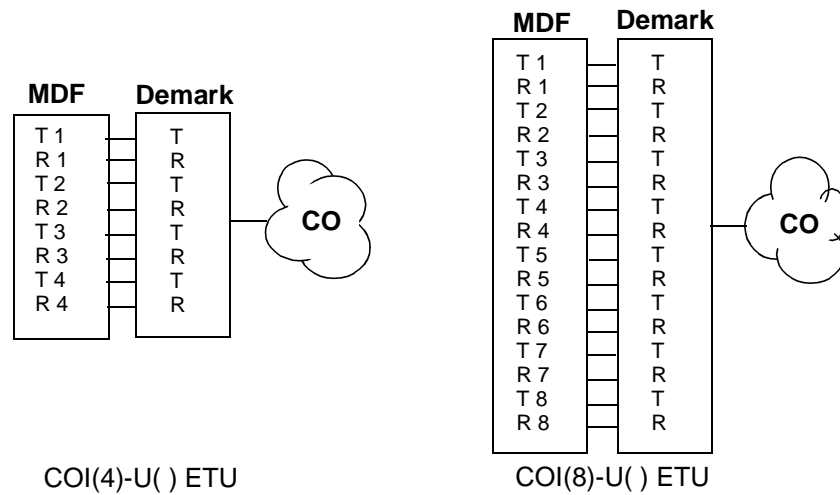 MDF Demark
T 1 T
R 1 R
T 2 T
R 2 R
T 3 T
R 3 R
T 4 T
R 4 R
CO
COI(4)-U( ) ETU
MDF Demark
T 1 T
R 1 R
T 2 T
R 2 R
T 3 T
R 3 R
T 4 T
R 4 R
T 5 T
R 5 R
T 6 T
R 6 R
T 7 T
R 7 R
T 8 T
R 8 R
CO
COI(8)-U( ) ETU